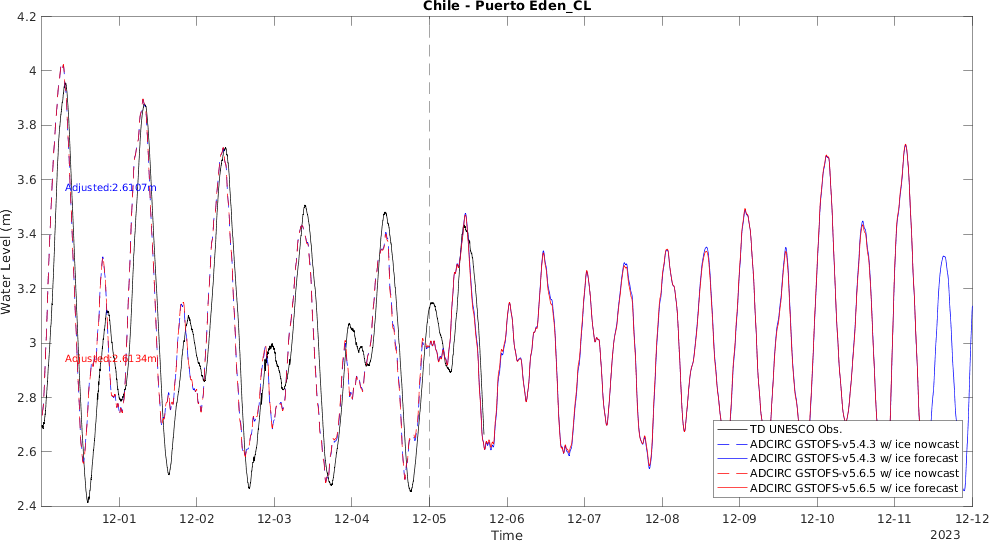 Chile - Puerto Eden_CL
4.2
4
3.8
3.6
3.4
3.2
3
2.8
2.6
2.4
Water Level (m)
Adjusted:2.6107m
Adjusted:2.6134m
TD UNESCO Obs.
ADCIRC GSTOFS-v5.4.3 w/ ice nowcast
ADCIRC GSTOFS-v5.4.3 w/ ice forecast
ADCIRC GSTOFS-v5.6.5 w/ ice nowcast
ADCIRC GSTOFS-v5.6.5 w/ ice forecast
12-01 12-02 12-03 12-04 12-05 12-06 12-07 12-08 12-09 12-10 12-11 12-12
Time
2023